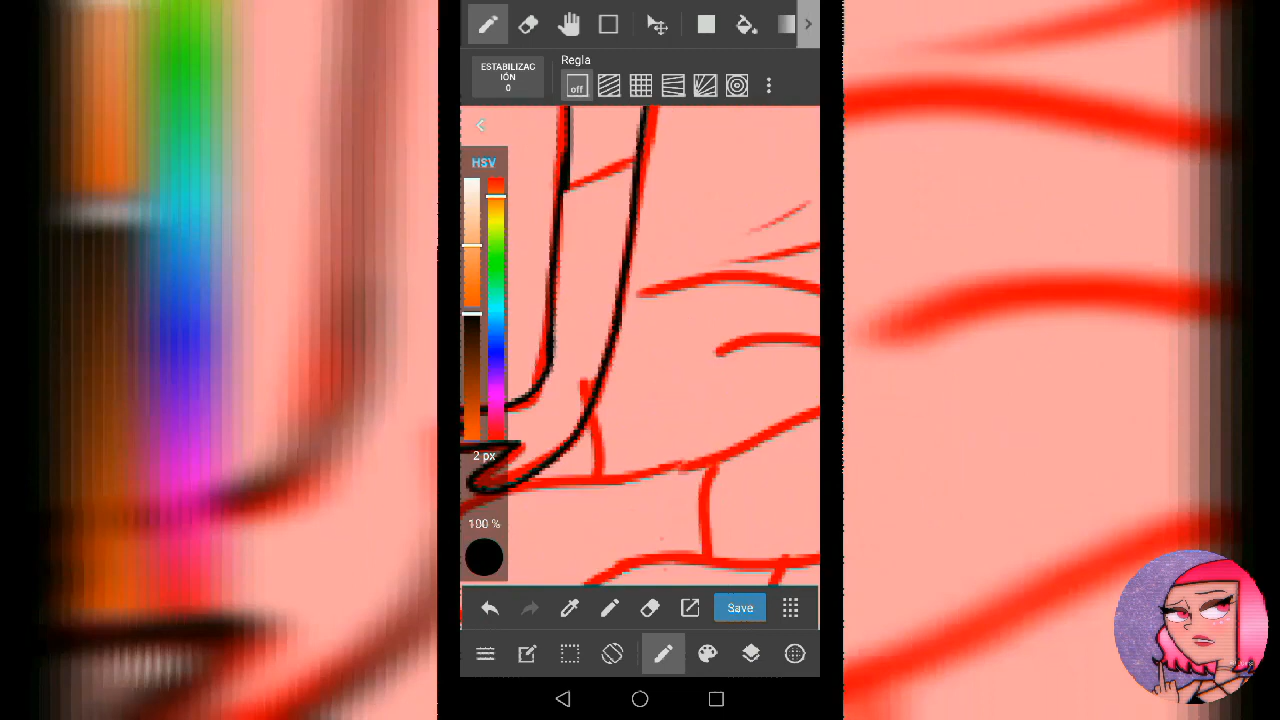 ESTABILIZAC
IÓN
0
Regla
off
HSV
2 px
100 %
Save